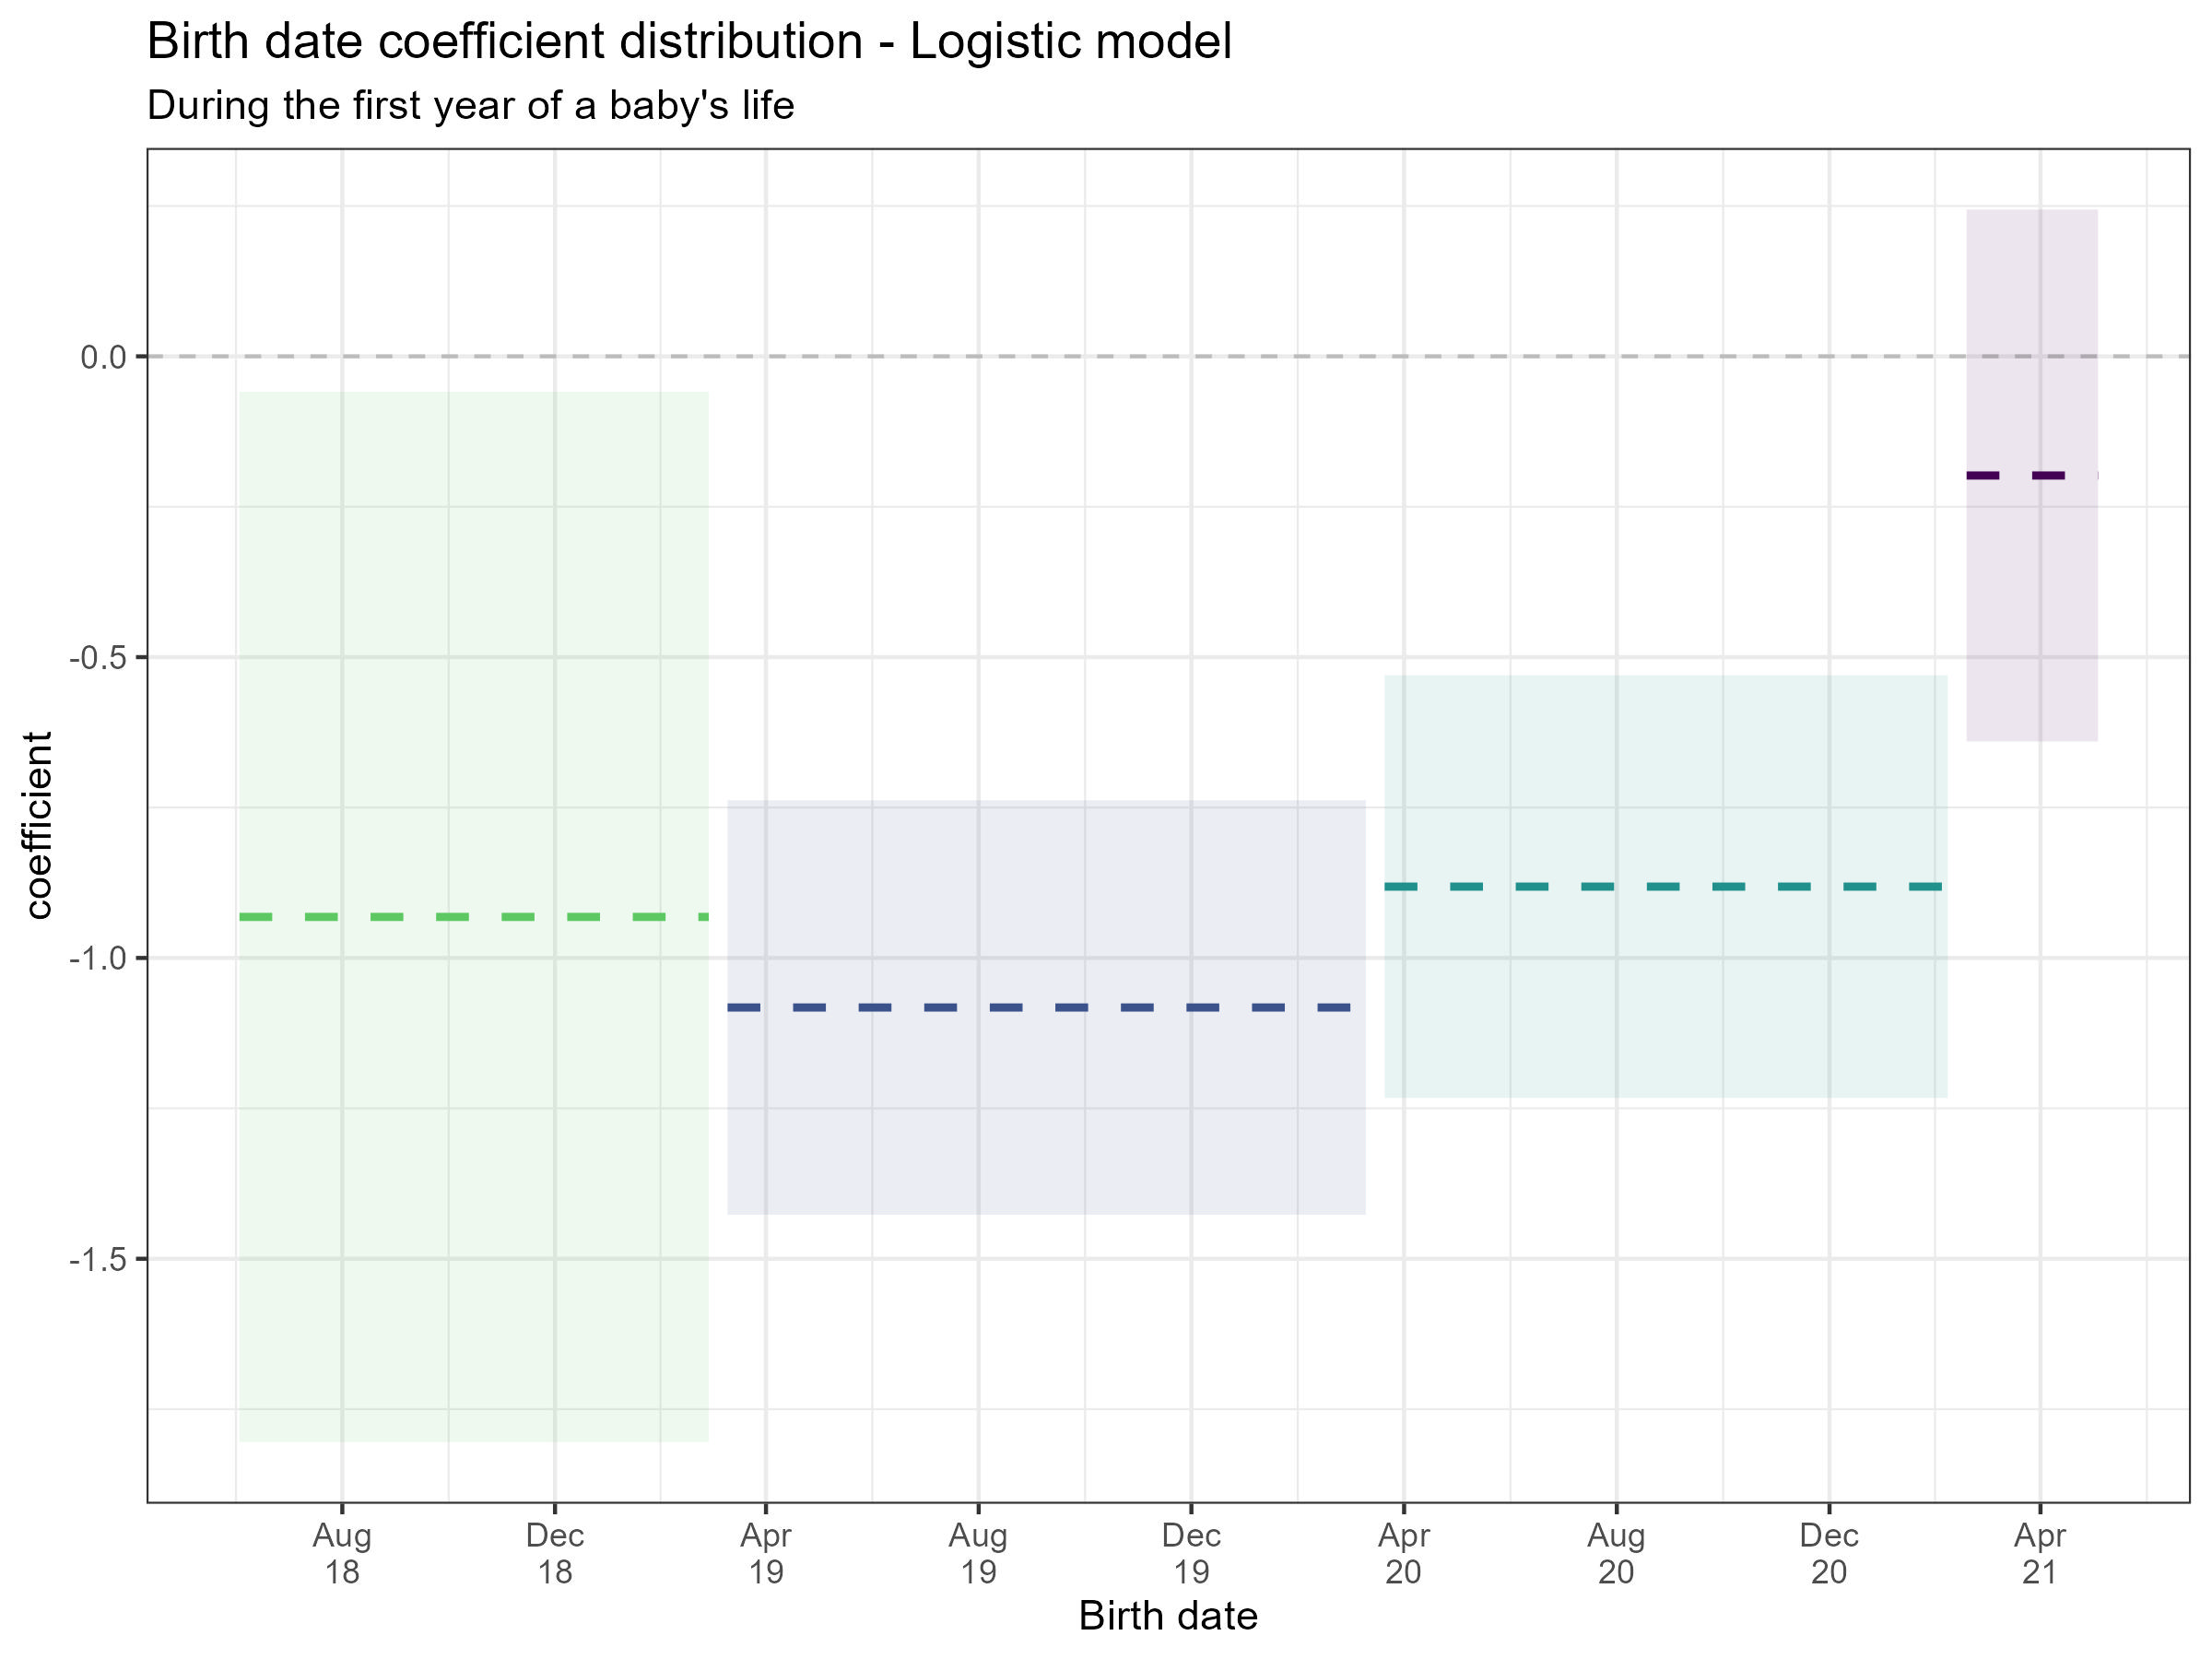 Birth date coefficient distribution - Logistic model
During the first year of a baby's life
coefficient
0.0
-0.5
-1.0
-1.5
Aug Dec Apr Aug Dec Apr Aug Dec Apr
18 18 19 19 19 20 20 20 21
Birth date